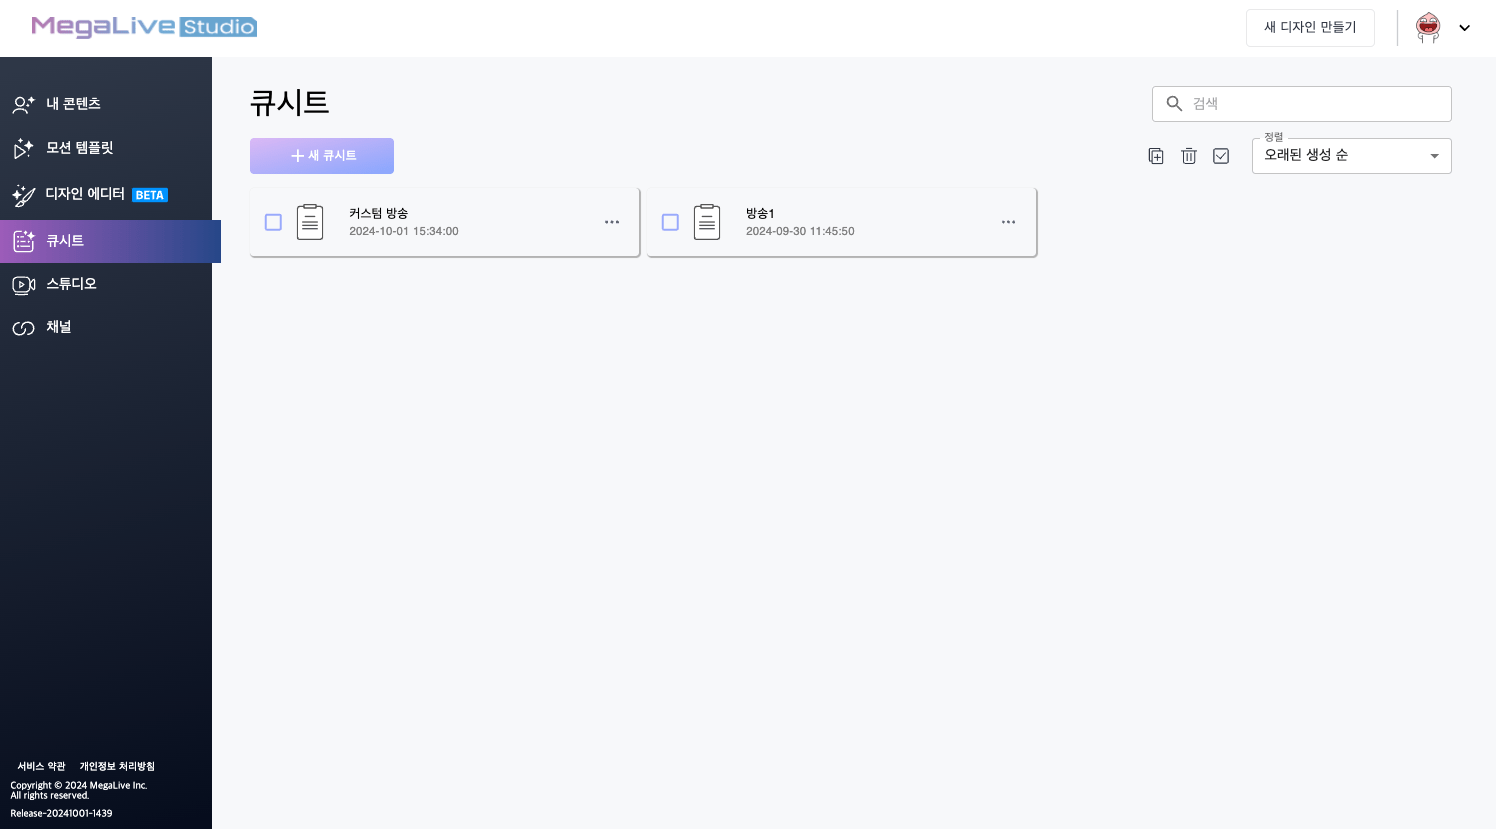 MegaLive Studio
새 디자인 만들기
내 콘텐츠
모션 템플릿
디자인 에디터 BETA
큐시트
스튜디오
채널
서비스 약관 개인정보 처리방침
Copyright © 2024 MegaLive Inc.
All rights reserved.
Release-20241001-1439
큐시트
검색
새 큐시트
정렬
오래된 생성 순
커스텀 방송
2024-10-01 15:34:00
방송1
2024-09-30 11:45:50